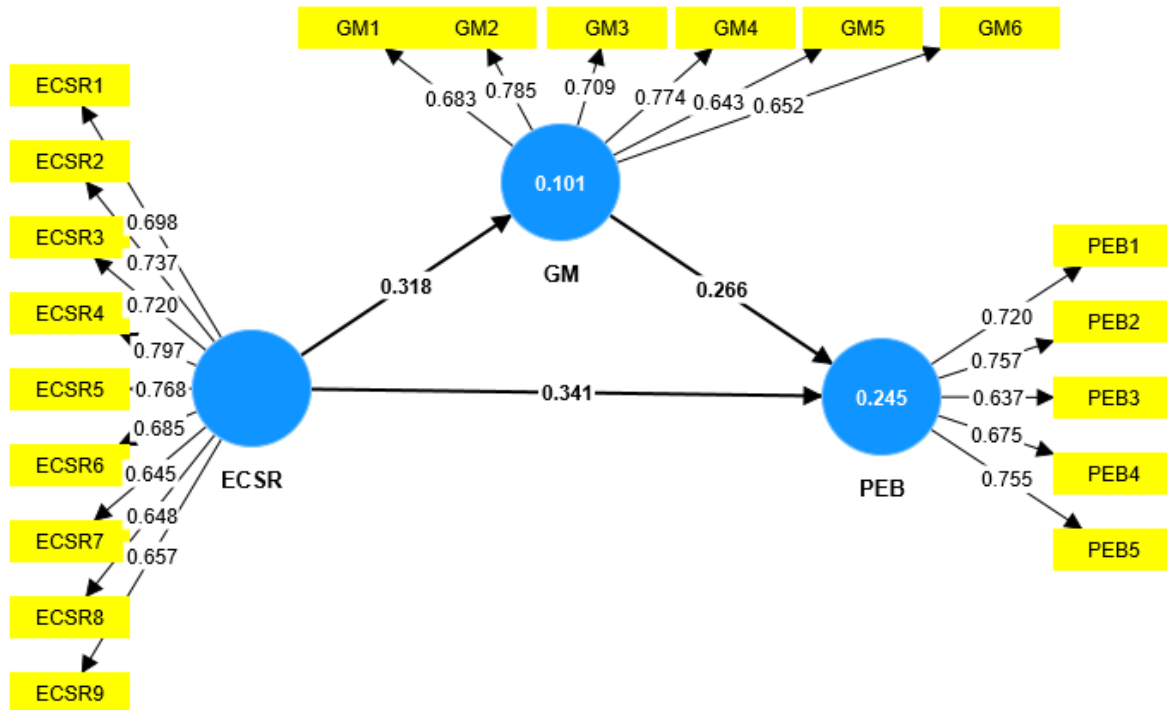 GM1 GM2 GM3 GM4 GM5 GM6
0.683 0.785 0.709 0.774 0.643 0.652
ECSR1
ECSR2
ECSR3
ECSR4
ECSR5
ECSR6
ECSR7
ECSR8
ECSR9
0.698
0.737
0.720
0.797
0.768
0.685
0.645
0.648
0.657
ECSR
0.318
0.101
GM
0.266
0.341
0.245
PEB
0.720
0.757
0.637
0.675
0.755
PEB1
PEB2
PEB3
PEB4
PEB5